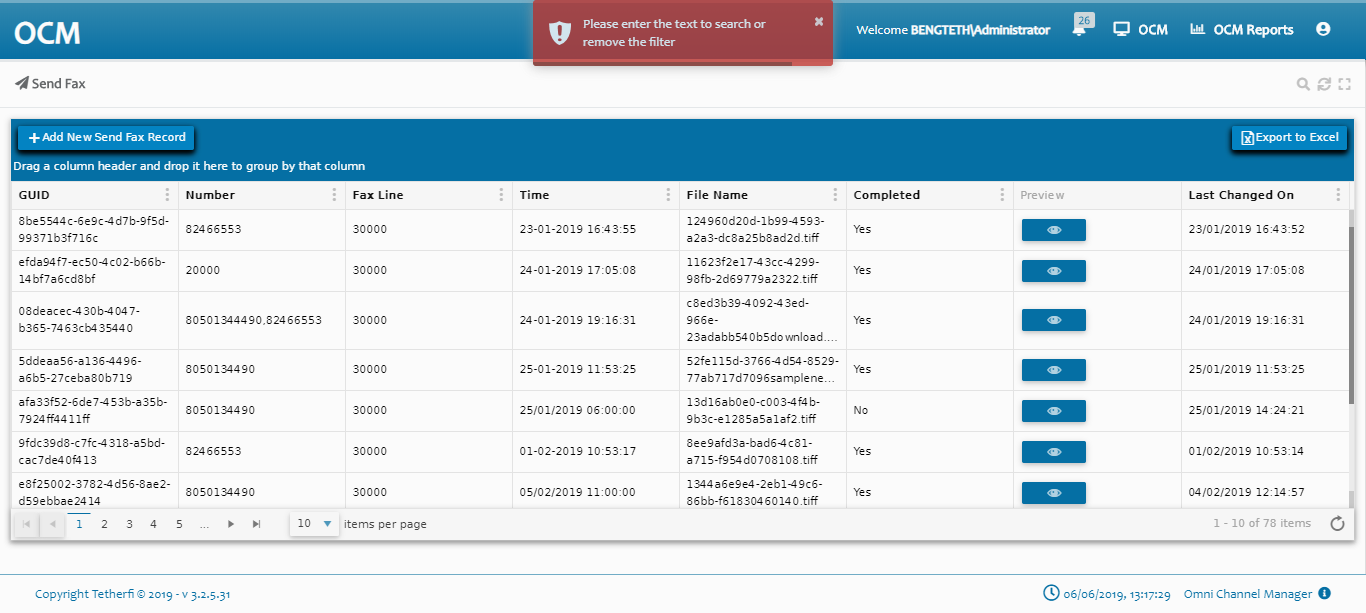 OCM
Please enter the text to search or
remove the filter
Welcome BENGTETH\Administrator
26
OCM
OCM Reports
Send Fax
Add New Send Fax Record
Export to Excel
Drag a column header and drop it here to group by that column
GUID Number Fax Line Time File Name Completed Preview Last Changed On
8be5544c-6e9c-4d7b-9f5d-
99371b3f716c
82466553
30000
23-01-2019 16:43:55
124960d20d-1b99-4593-
a2a3-dc8a25b8ad2d.tiff
Yes
23/01/2019 16:43:52
efda94f7-ec50-4c02-b66b-
14bf7a6cd8bf
20000
30000
24-01-2019 17:05:08
11623f2e17-43cc-4299-
98fb-2d69779a2322.tiff
Yes
24/01/2019 17:05:08
08deacec-430b-4047-
b365-7463cb435440
80501344490,82466553
30000
24-01-2019 19:16:31
c8ed3b39-4092-43ed-
966e-
23adabb540b5download....
Yes
24/01/2019 19:16:31
5ddeaa56-a136-4496-
a6b5-27ceba80b719
8050134490
30000
25-01-2019 11:53:25
52fe115d-3766-4d54-8529-
77ab717d7096samplene...
Yes
25/01/2019 11:53:25
afa33f52-6de7-453b-a35b-
7924ff4411ff
8050134490
30000
25/01/2019 06:00:00
13d16ab0e0-c003-4f4b-
9b3c-e1285a5a1af2.tiff
No
25/01/2019 14:24:21
9fdc39d8-c7fc-4318-a5bd-
cac7de40f413
82466553
30000
01-02-2019 10:53:17
8ee9afd3a-bad6-4c81-
a715-f954d0708108.tiff
Yes
01/02/2019 10:53:14
e8f25002-3782-4d56-8ae2-
d59ebbae2414
8050134490
30000
05/02/2019 11:00:00
1344a6e9e4-2eb1-49c6-
86bb-f61830460140.tiff
Yes
04/02/2019 12:14:57
1 2 3 4 5 ... 10 items per page
1 - 10 of 78 items
Copyright Tetherfi © 2019 - v 3.2.5.31
06/06/2019, 13:17:29
Omni Channel Manager